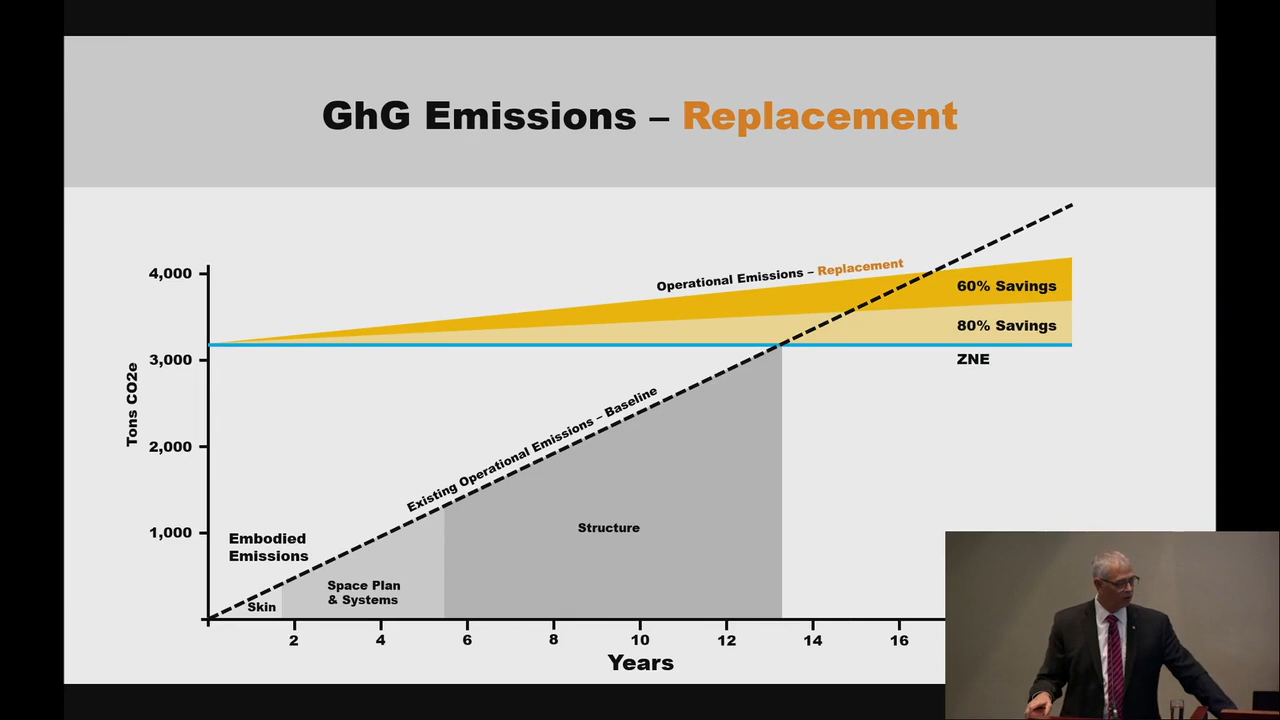 GhG Emissions – Replacement
4,000
3,000
2,000
1,000
Tons CO2e
Operational Emissions – Replacement
60% Savings
80% Savings
ZNE
Existing Operational Emissions – Baseline
Embodied
Emissions
Skin
Space Plan
& Systems
Structure
2 4 6 8 10 12 14 16
Years